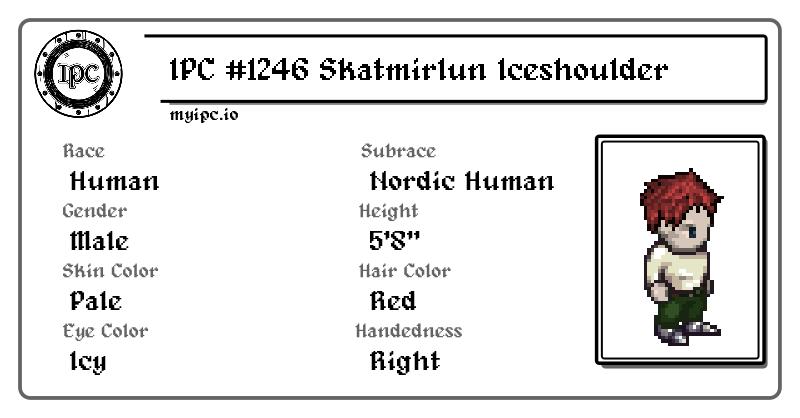 IPC
IPC #1246 Skatmirlun Iceshoulder
myipc.io
Race
Human
Subrace
Nordic Human
Gender
Male
Height
5'8"
Skin Color
Pale
Hair Color
Red
Eye Color
Icy
Handedness
Right